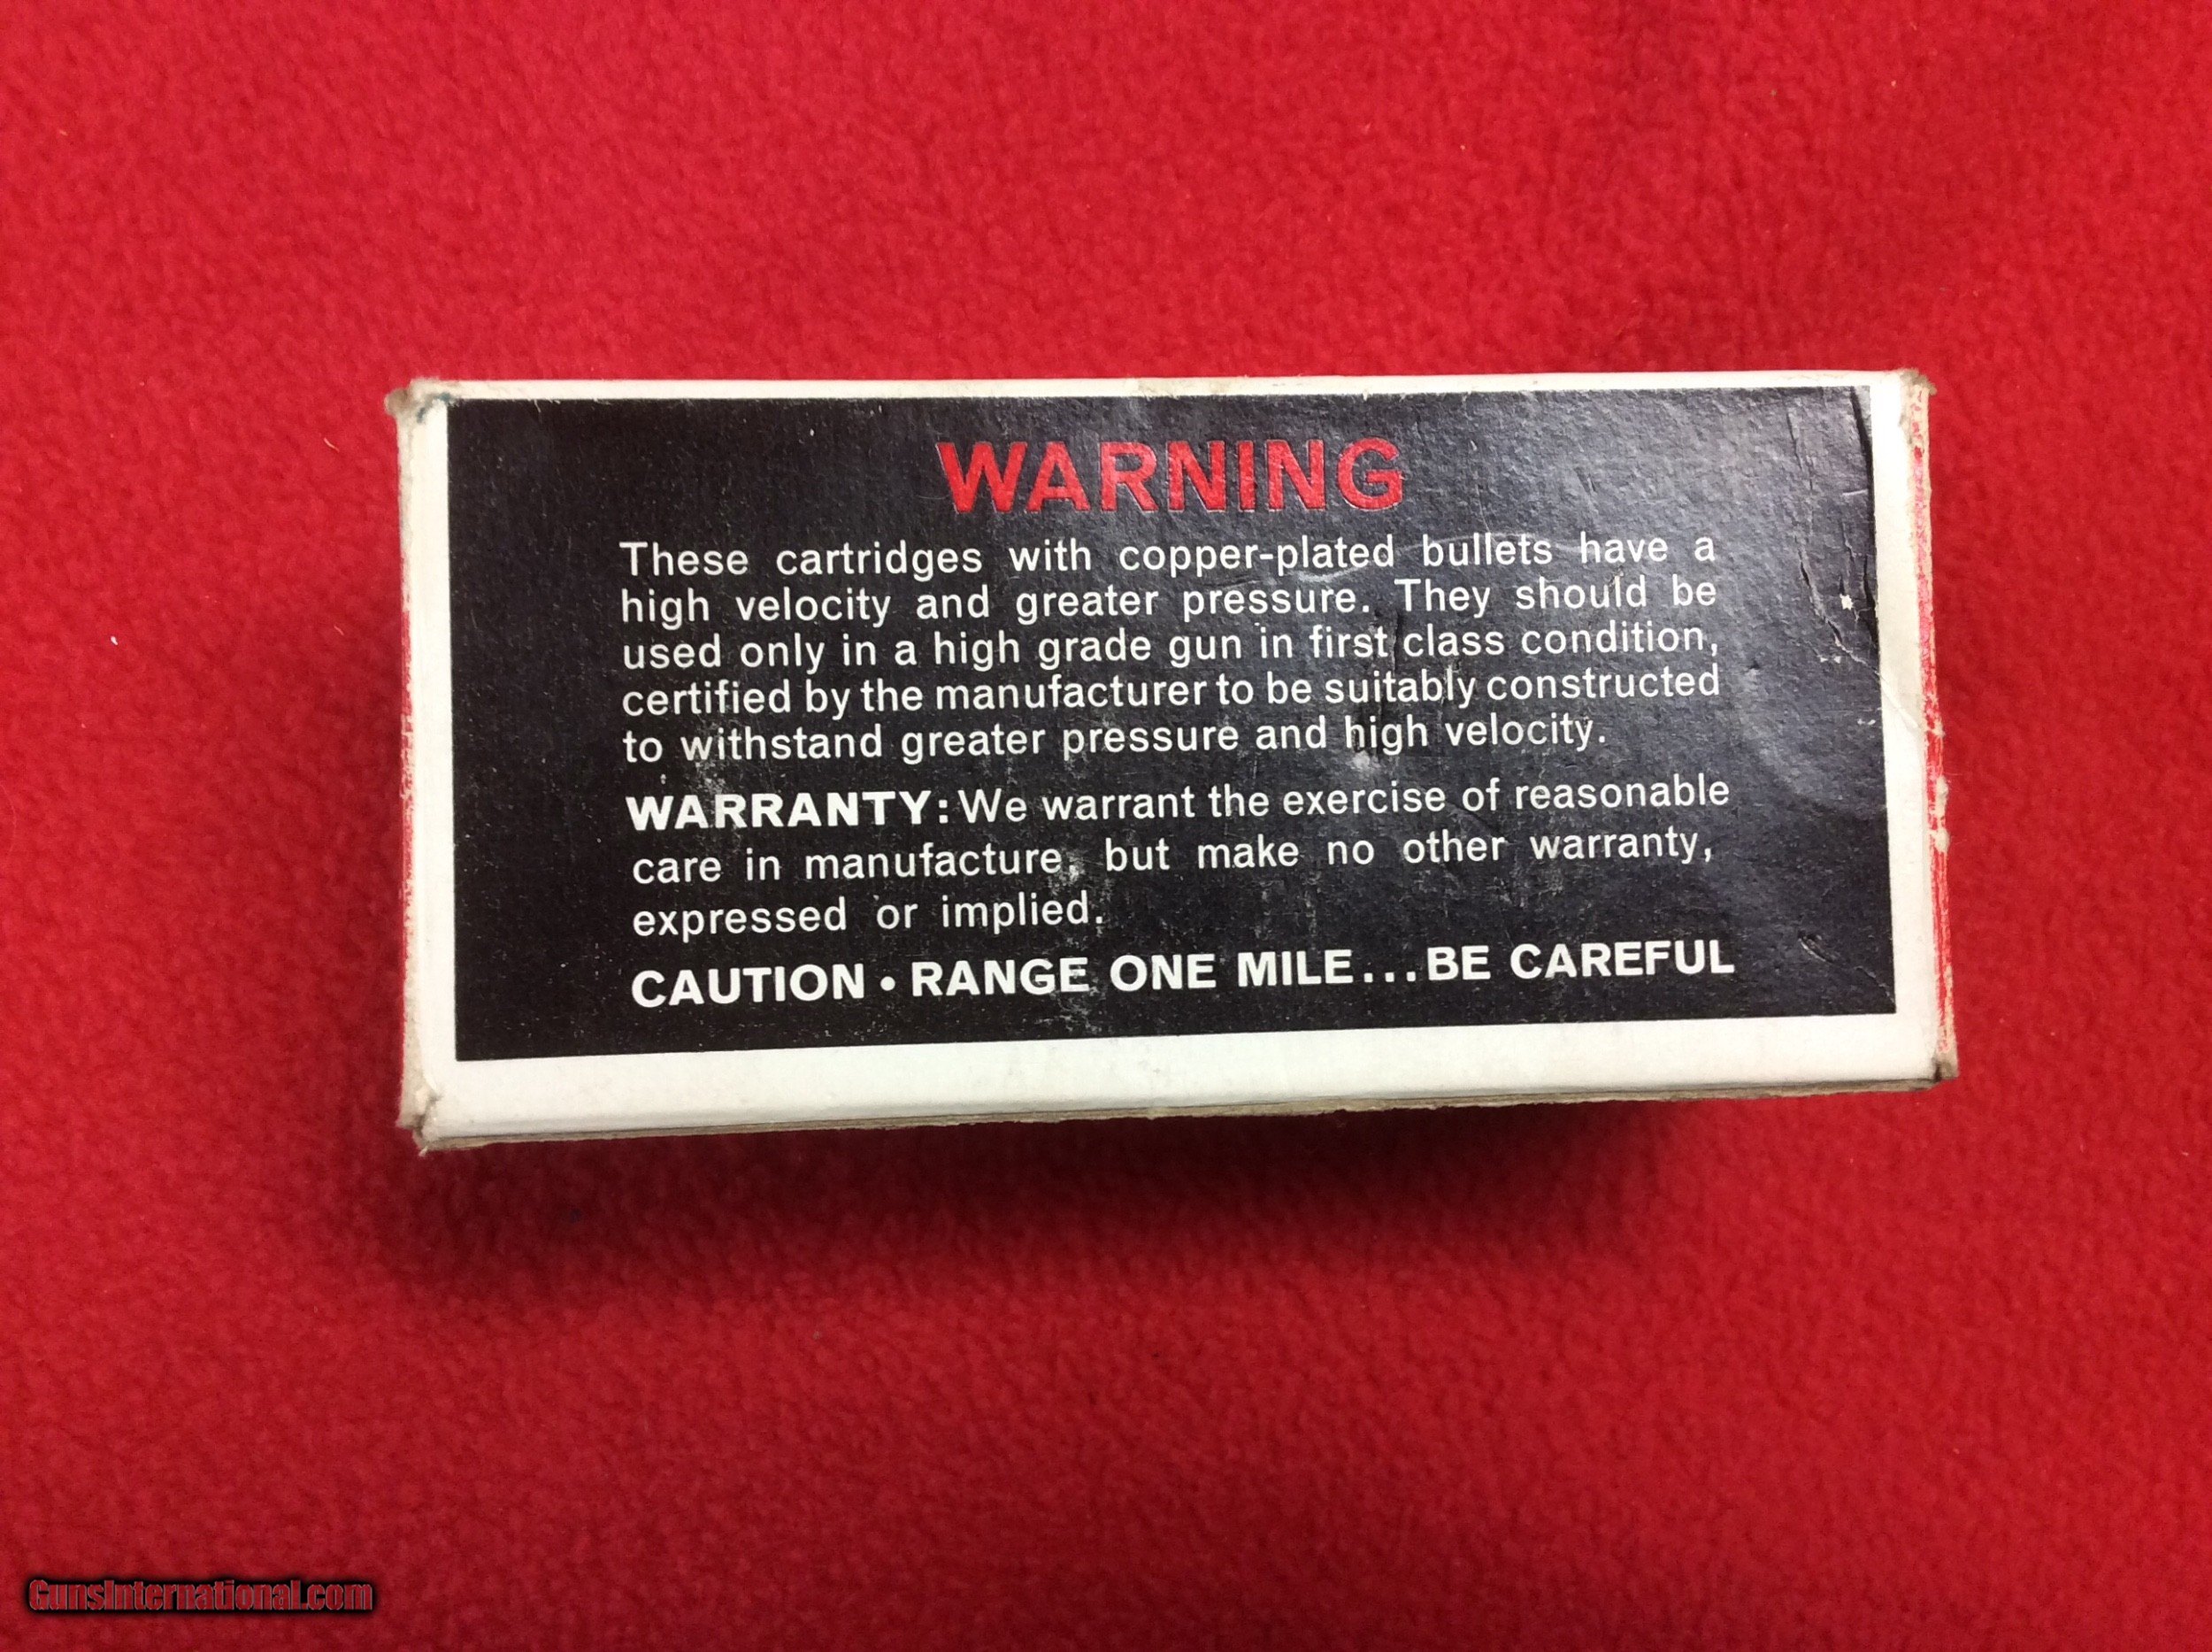 WARNING
These cartridges with copper-plated bullets have a
high velocity and greater pressure. They should be
used only in a high grade gun in first class condition,
certified by the manufacturer to be suitably constructed
to withstand greater pressure and high velocity.
WARRANTY: We warrant the exercise of reasonable
care in manufacture, but make no other warranty,
expressed or implied.
CAUTION • RANGE ONE MILE...BE CAREFUL
GunsInternational.com